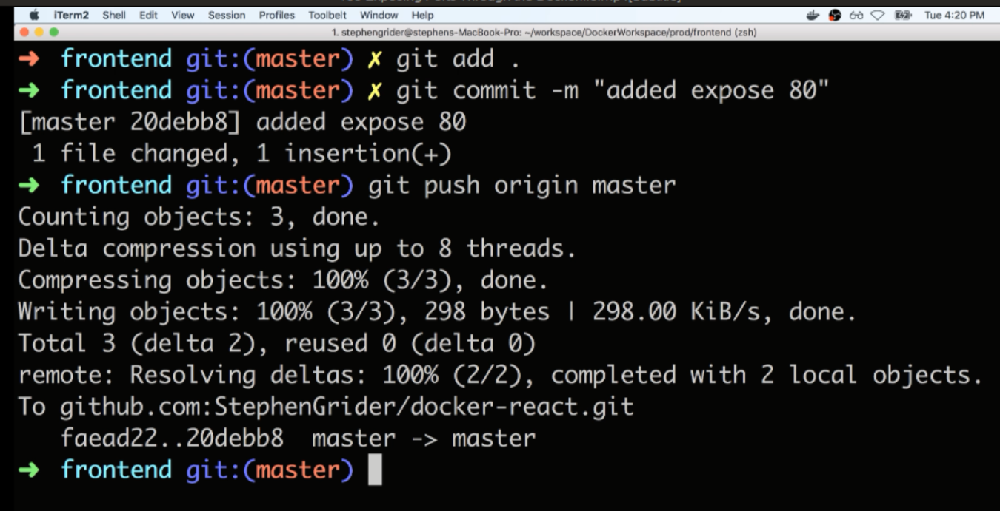 iTerm2 Shell Edit View Session Profiles Toolbelt Window Help Tue 4:20 PM
1. stephengrider@stephens-MacBook-Pro: ~/workspace/DockerWorkspace/prod/frontend (zsh)
➜ frontend git:(master) ✗ git add .
➜ frontend git:(master) ✗ git commit -m "added expose 80"
[master 20debb8] added expose 80
1 file changed, 1 insertion(+)
➜ frontend git:(master) git push origin master
Counting objects: 3, done.
Delta compression using up to 8 threads.
Compressing objects: 100% (3/3), done.
Writing objects: 100% (3/3), 298 bytes | 298.00 KiB/s, done.
Total 3 (delta 2), reused 0 (delta 0)
remote: Resolving deltas: 100% (2/2), completed with 2 local objects.
To github.com:StephenGrider/docker-react.git
faead22..20debb8 master -> master
➜ frontend git:(master)